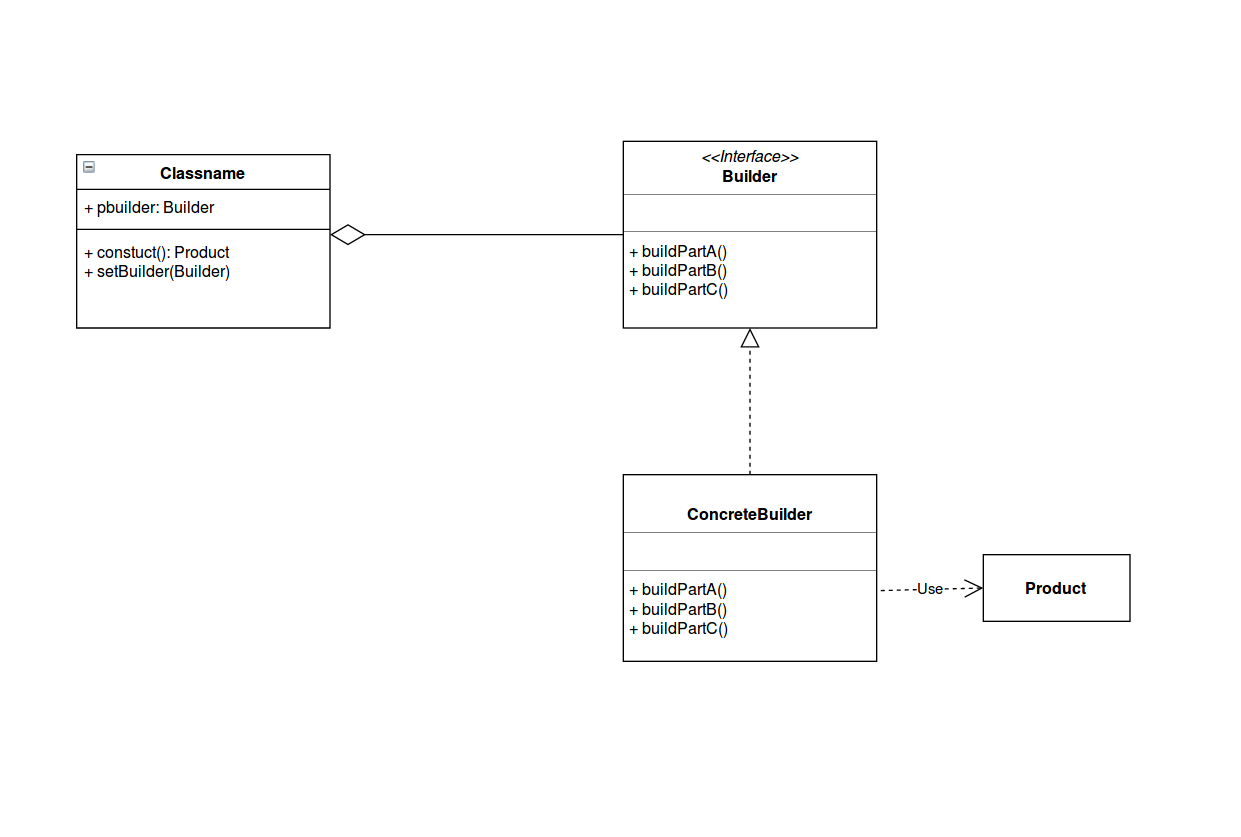 Classname
+ pbuilder: Builder
+ constuct(): Product
+ setBuilder(Builder)
<<Interface>>
Builder
+ buildPartA()
+ buildPartB()
+ buildPartC()
ConcreteBuilder
+ buildPartA()
+ buildPartB()
+ buildPartC()
Use
Product